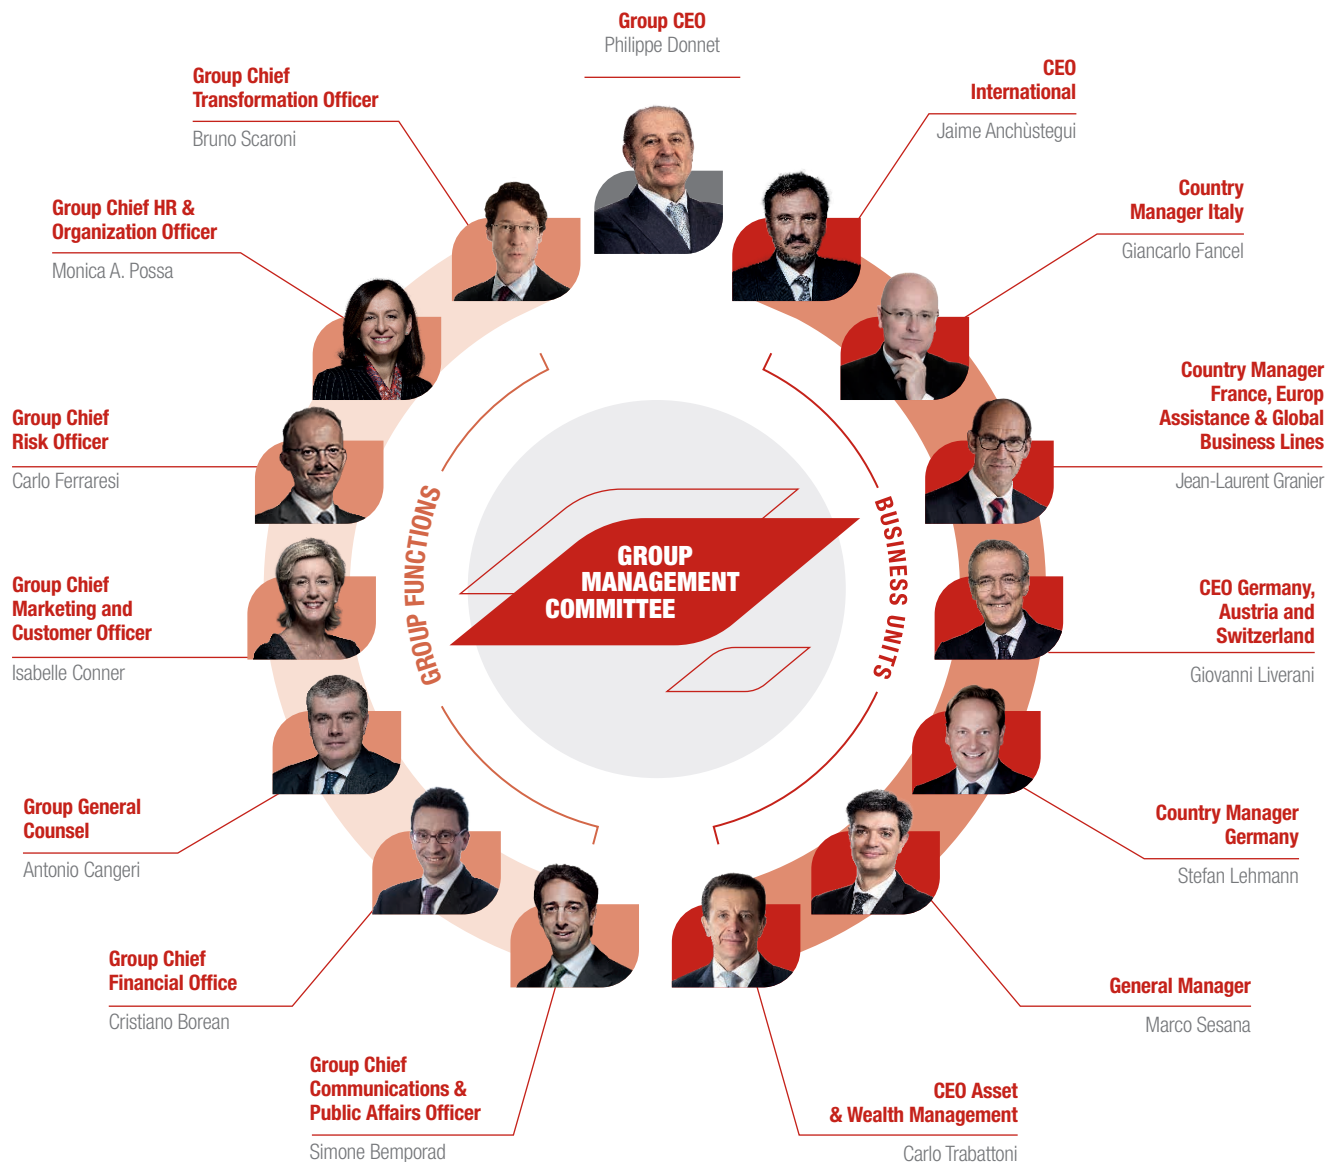 Group CEO
Philippe Donnet
Group Chief
Transformation Officer
Bruno Scaroni
Group Chief HR &
Organization Officer
Monica A. Possa
Group Chief
Risk Officer
Carlo Ferraresi
Group Chief
Marketing and
Customer Officer
Isabelle Conner
Group General
Counsel
Antonio Cangeri
Group Chief
Financial Office
Cristiano Borean
Group Chief
Communications &
Public Affairs Officer
Simone Bemporad
GROUP FUNCTIONS
GROUP
MANAGEMENT
COMMITTEE
BUSINESS UNITS
CEO
International
Jaime Anchùstegui
Country
Manager Italy
Giancarlo Fancel
Country Manager
France, Europ
Assistance & Global
Business Lines
Jean-Laurent Granier
CEO Germany,
Austria and
Switzerland
Giovanni Liverani
Country Manager
Germany
Stefan Lehmann
General Manager
Marco Sesana
CEO Asset
& Wealth Management
Carlo Trabattoni